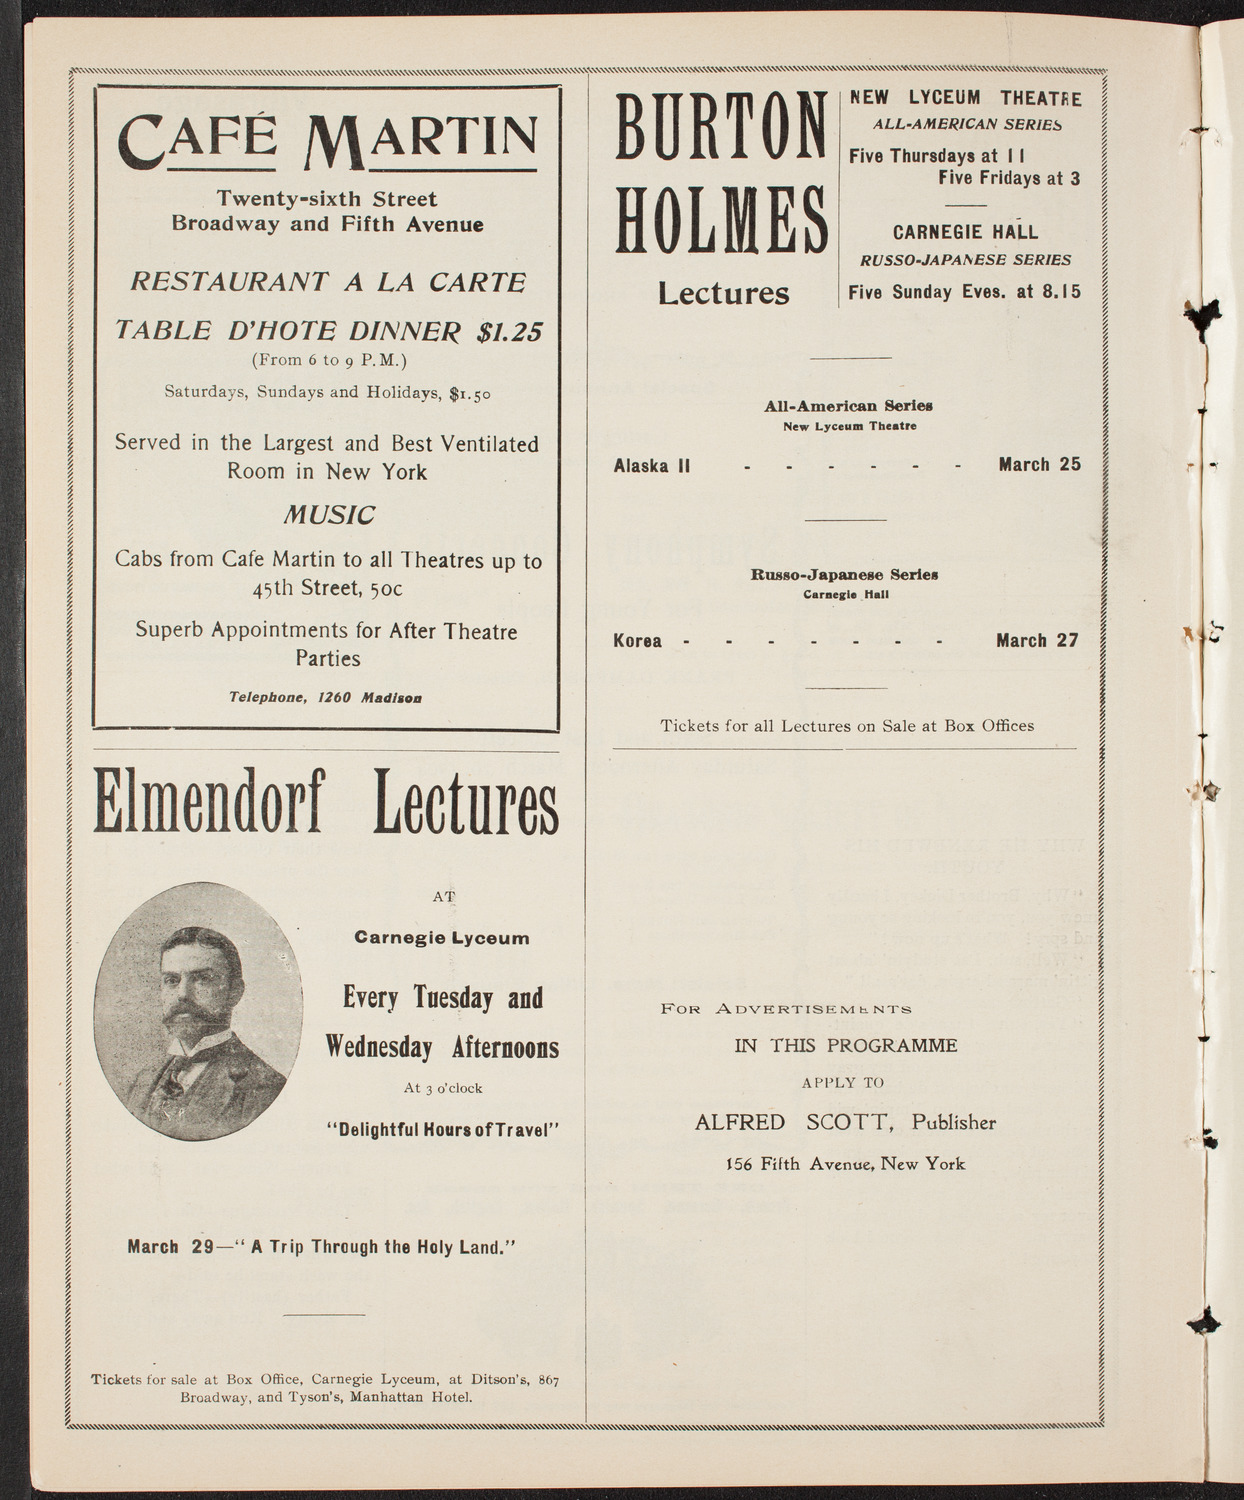 CAFÉ MARTIN
Twenty-sixth Street
Broadway and Fifth Avenue
RESTAURANT A LA CARTE
TABLE D'HOTE DINNER $1.25
(From 6 to 9 P.M.)
Saturdays, Sundays and Holidays, $1.50
Served in the Largest and Best Ventilated
Room in New York
MUSIC
Cabs from Cafe Martin to all Theatres up to
45th Street, 50c
Superb Appointments for After Theatre
Parties
Telephone, 1260 Madison
Elmendorf Lectures
AT
Carnegie Lyceum
Every Tuesday and
Wednesday Afternoons
At 3 o'clock
"Delightful Hours of Travel"
March 29—"A Trip Through the Holy Land."
Tickets for sale at Box Office, Carnegie Lyceum, at Ditson's, 867
Broadway, and Tyson's, Manhattan Hotel.
BURTON
HOLMES
Lectures
NEW LYCEUM THEATRE
ALL-AMERICAN SERIES
Five Thursdays at 11
Five Fridays at 3
CARNEGIE HALL
RUSSO-JAPANESE SERIES
Five Sunday Eves. at 8.15
All-American Series
New Lyceum Theatre
Alaska II - - - - - - March 25
Russo-Japanese Series
Carnegie Hall
Korea - - - - - - - March 27
Tickets for all Lectures on Sale at Box Offices
FOR ADVERTISEMENTS
IN THIS PROGRAMME
APPLY TO
ALFRED SCOTT, Publisher
156 Fifth Avenue, New York